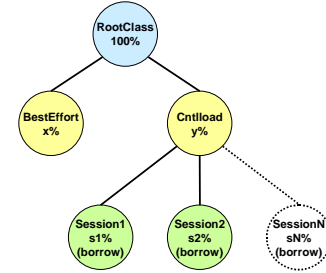 RootClass
100%
BestEffort
x%
Cntlload
y%
Session1
s1%
(borrow)
Session2
s2%
(borrow)
SessionN
sN%
(borrow)